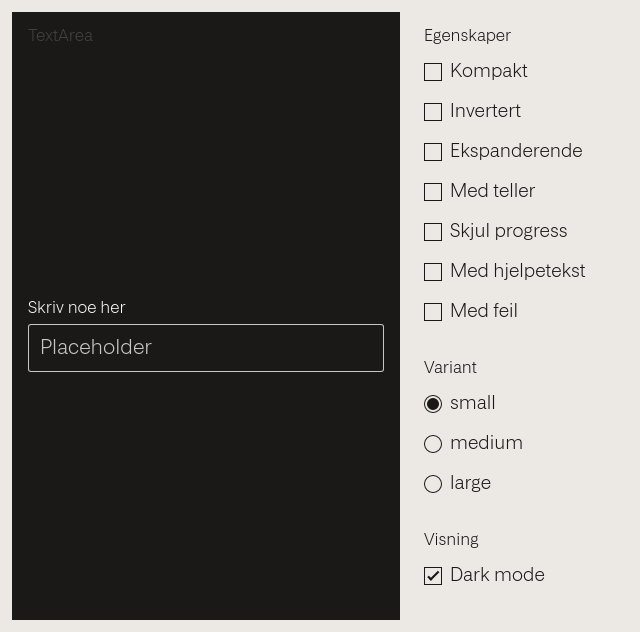 TextArea
Skriv noe her
Placeholder
Egenskaper
Kompakt
Invertert
Ekspanderende
Med teller
Skjul progress
Med hjelpetekst
Med feil
Variant
small
medium
large
Visning
Dark mode